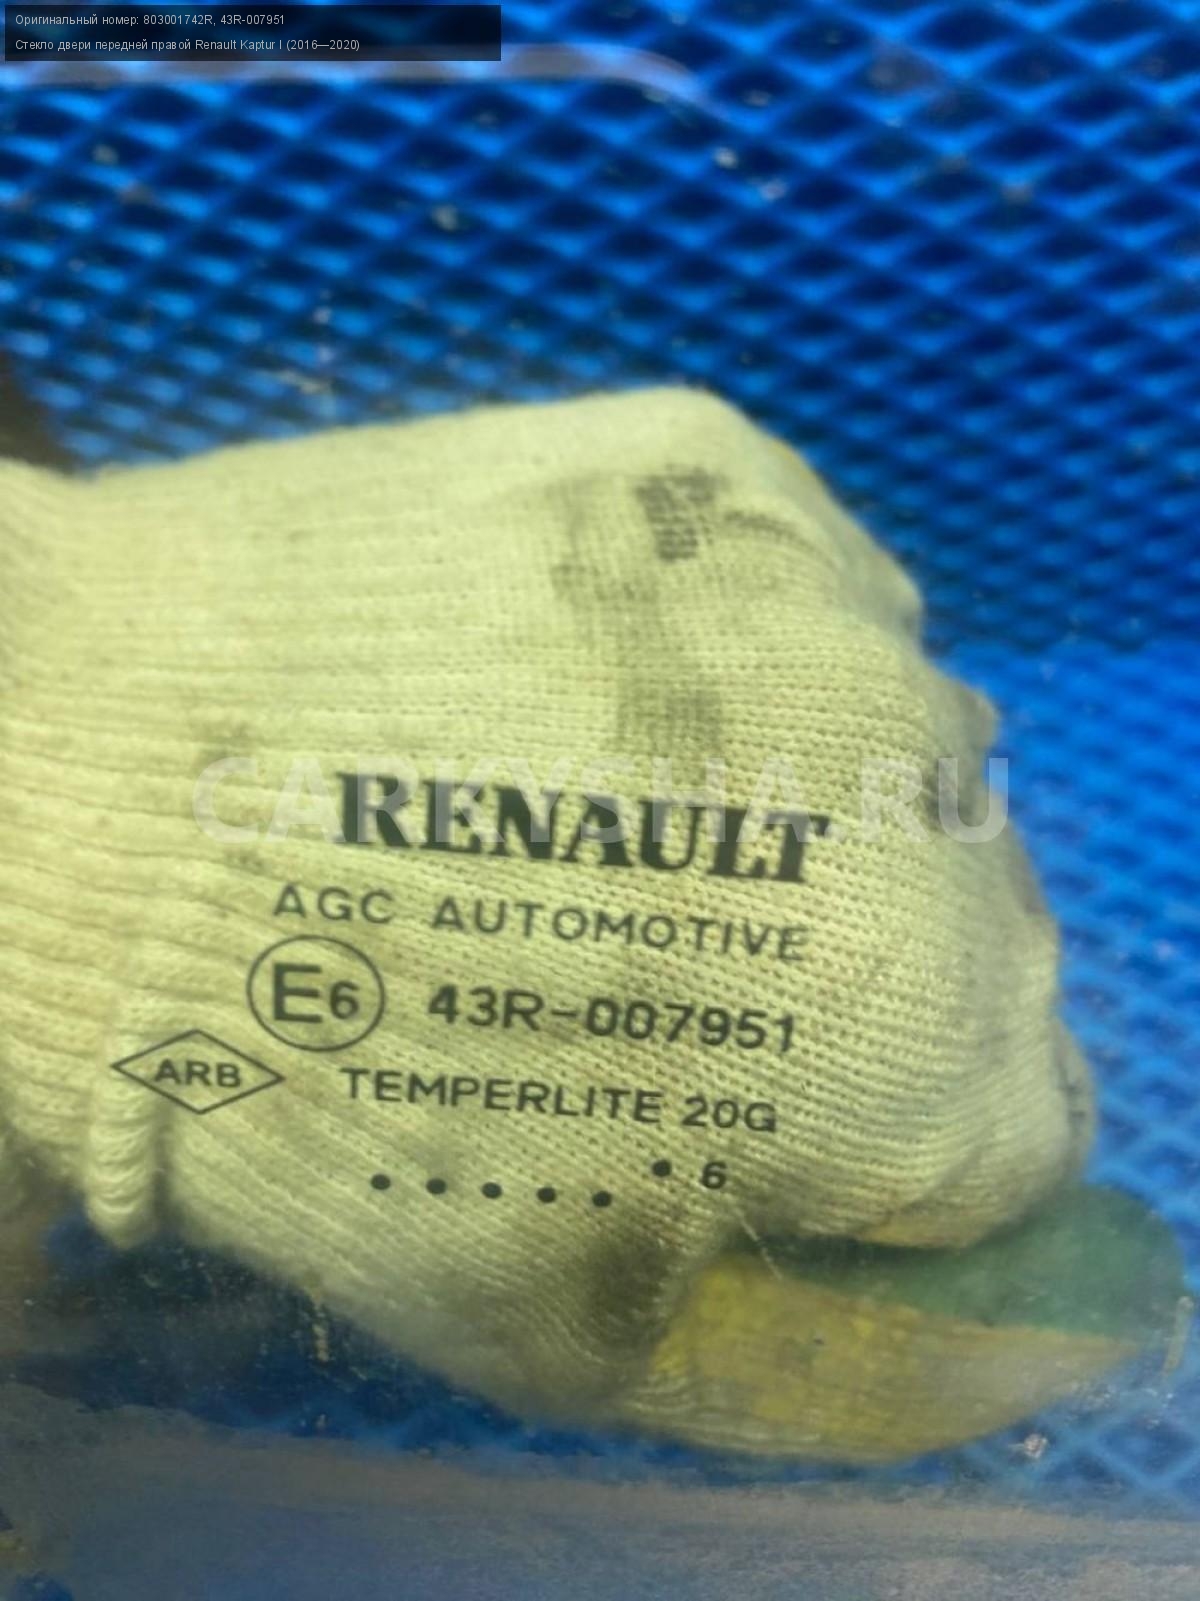 Оригинальный номер: 803001742R, 43R-007951
Стекло двери передней правой Renault Kaptur I (2016—2020)
CARKYSHA.RU
RENAULT
AGC AUTOMOTIVE
E6 43R-007951
ARB TEMPERLITE 20G
• • • • • • 6